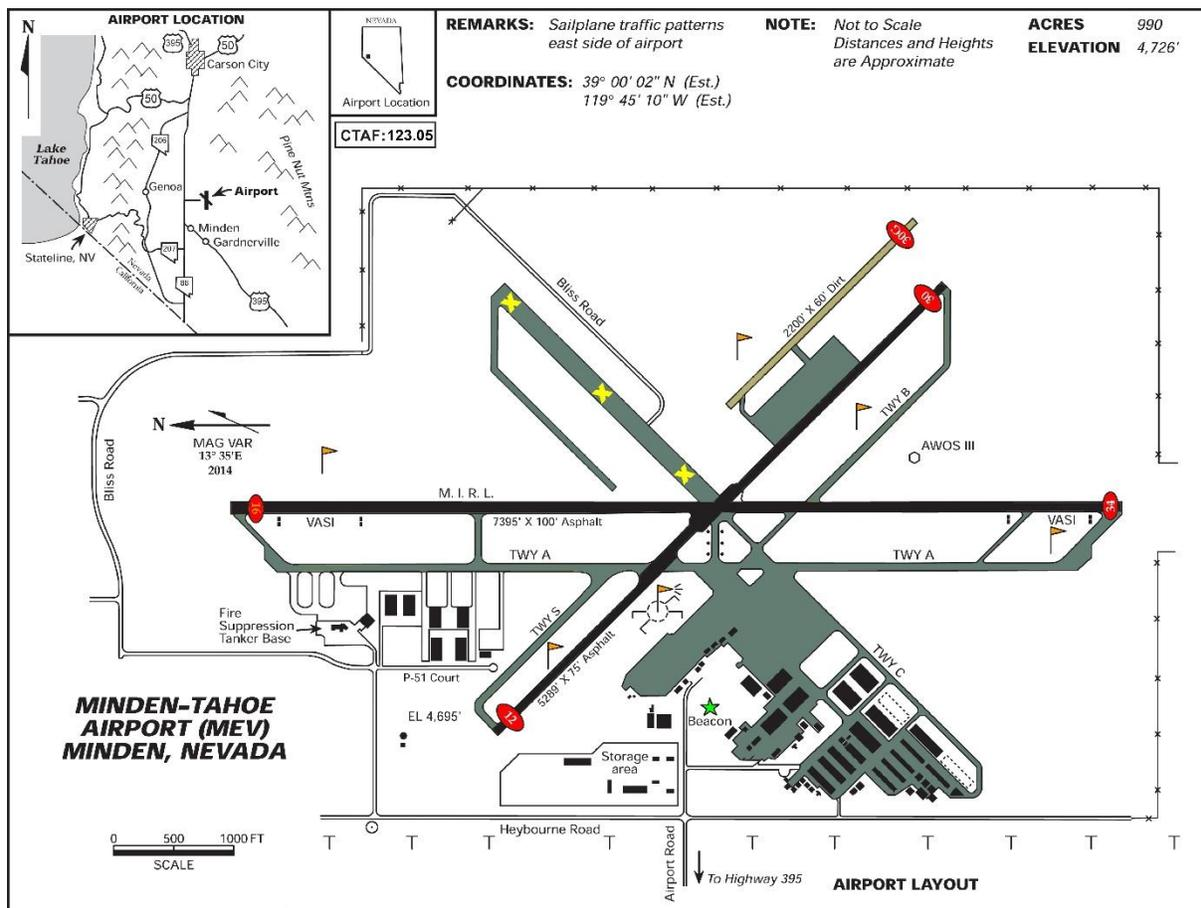 AIRPORT LOCATION
N
395
50
Carson City
50
Lake
Tahoe
206
Pine Nut Mtns
Genoa
Airport
Minden
Gardnerville
Stateline, NV
207
Nevada
California
88
395
NEVADA
Airport Location
CTAF:123.05
REMARKS: Sailplane traffic patterns
east side of airport
COORDINATES: 39° 00' 02" N (Est.)
119° 45' 10" W (Est.)
NOTE: Not to Scale
Distances and Heights
are Approximate
ACRES 990
ELEVATION 4,726'
Bliss Road
30G
2200' X 60' Dirt
30
TWY B
AWOS III
N
MAG VAR
13° 35'E
2014
Bliss Road
16
M. I. R. L.
34
VASI
7395' X 100' Asphalt
VASI
TWY A
TWY A
Fire
Suppression
Tanker Base
TWY S
P-51 Court
5289' X 75' Asphalt
TWY C
12
EL 4,695'
Beacon
MINDEN-TAHOE
AIRPORT (MEV)
MINDEN, NEVADA
Storage
area
0 500 1000 FT
SCALE
Heybourne Road
Airport Road
To Highway 395
AIRPORT LAYOUT